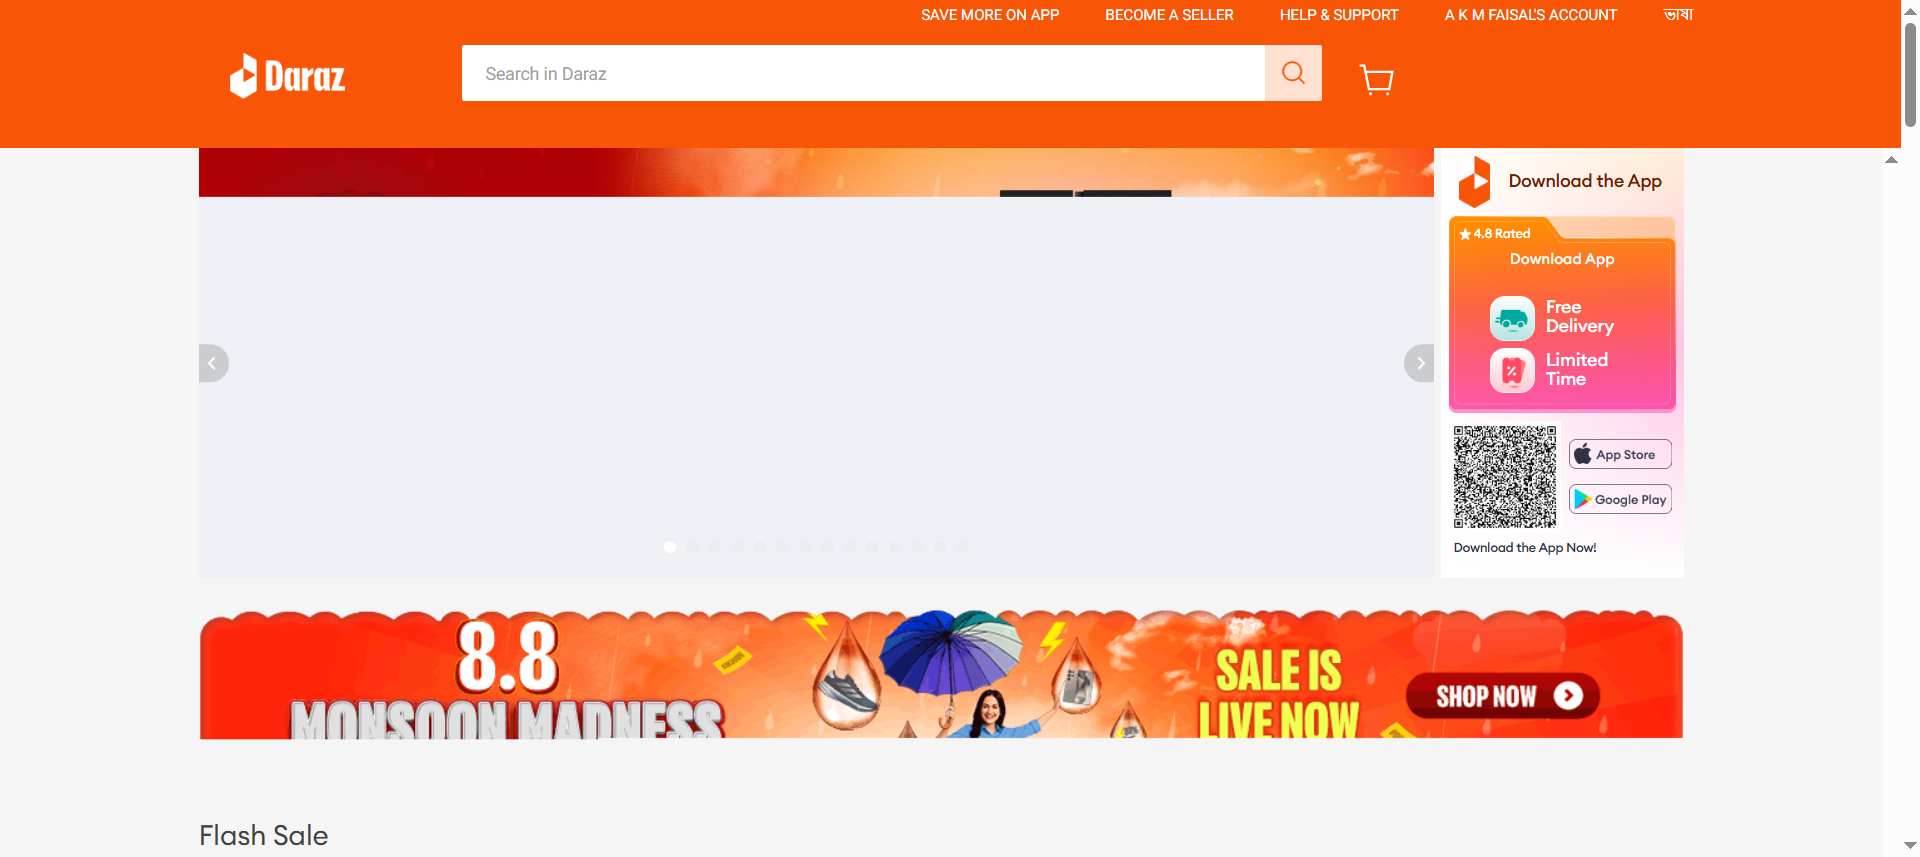 SAVE MORE ON APP
BECOME A SELLER
HELP & SUPPORT
A K M FAISAL'S ACCOUNT
ভাষা
Daraz
Search in Daraz
Download the App
4.8 Rated
Download App
Free
Delivery
Limited
Time
App Store
Google Play
Download the App Now!
8.8
MONSOON MADNESS
SALE IS
LIVE NOW
SHOP NOW
Flash Sale